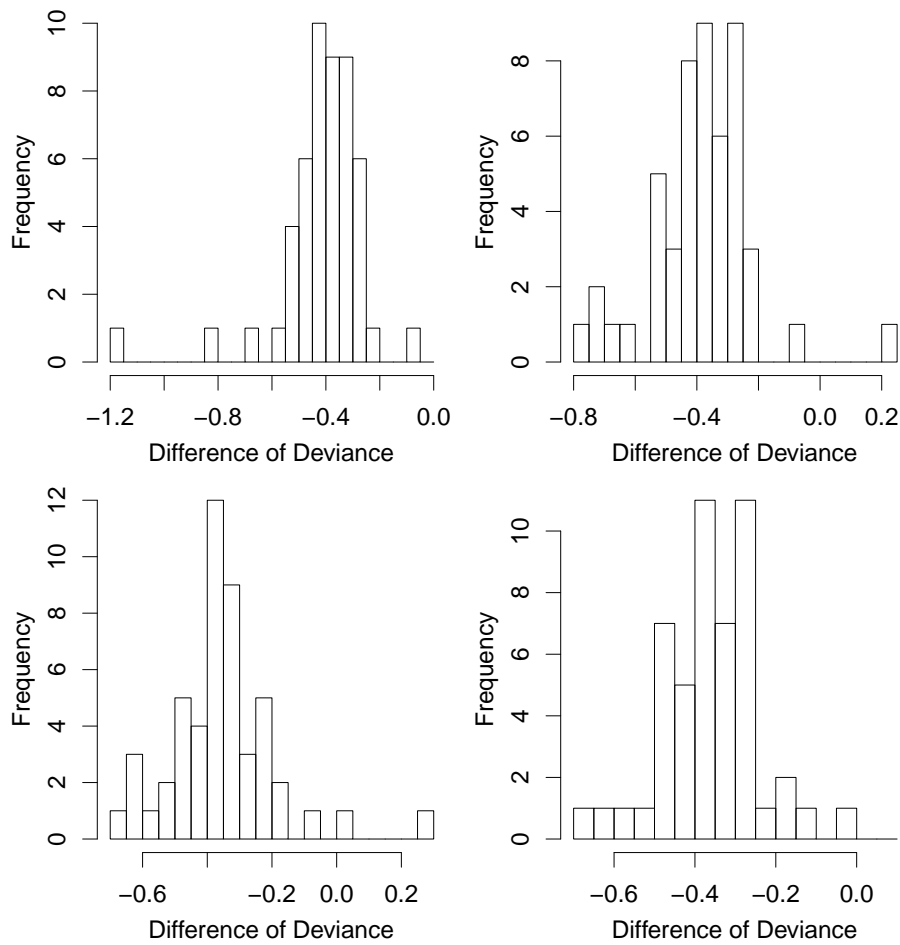 Frequency
0 2 4 6 8 10
−1.2 −0.8 −0.4 0.0
Difference of Deviance
Frequency
0 2 4 6 8
−0.8 −0.4 0.0 0.2
Difference of Deviance
Frequency
0 2 4 6 8 10 12
−0.6 −0.4 −0.2 0.0 0.2
Difference of Deviance
Frequency
0 2 4 6 8 10
−0.6 −0.4 −0.2 0.0
Difference of Deviance